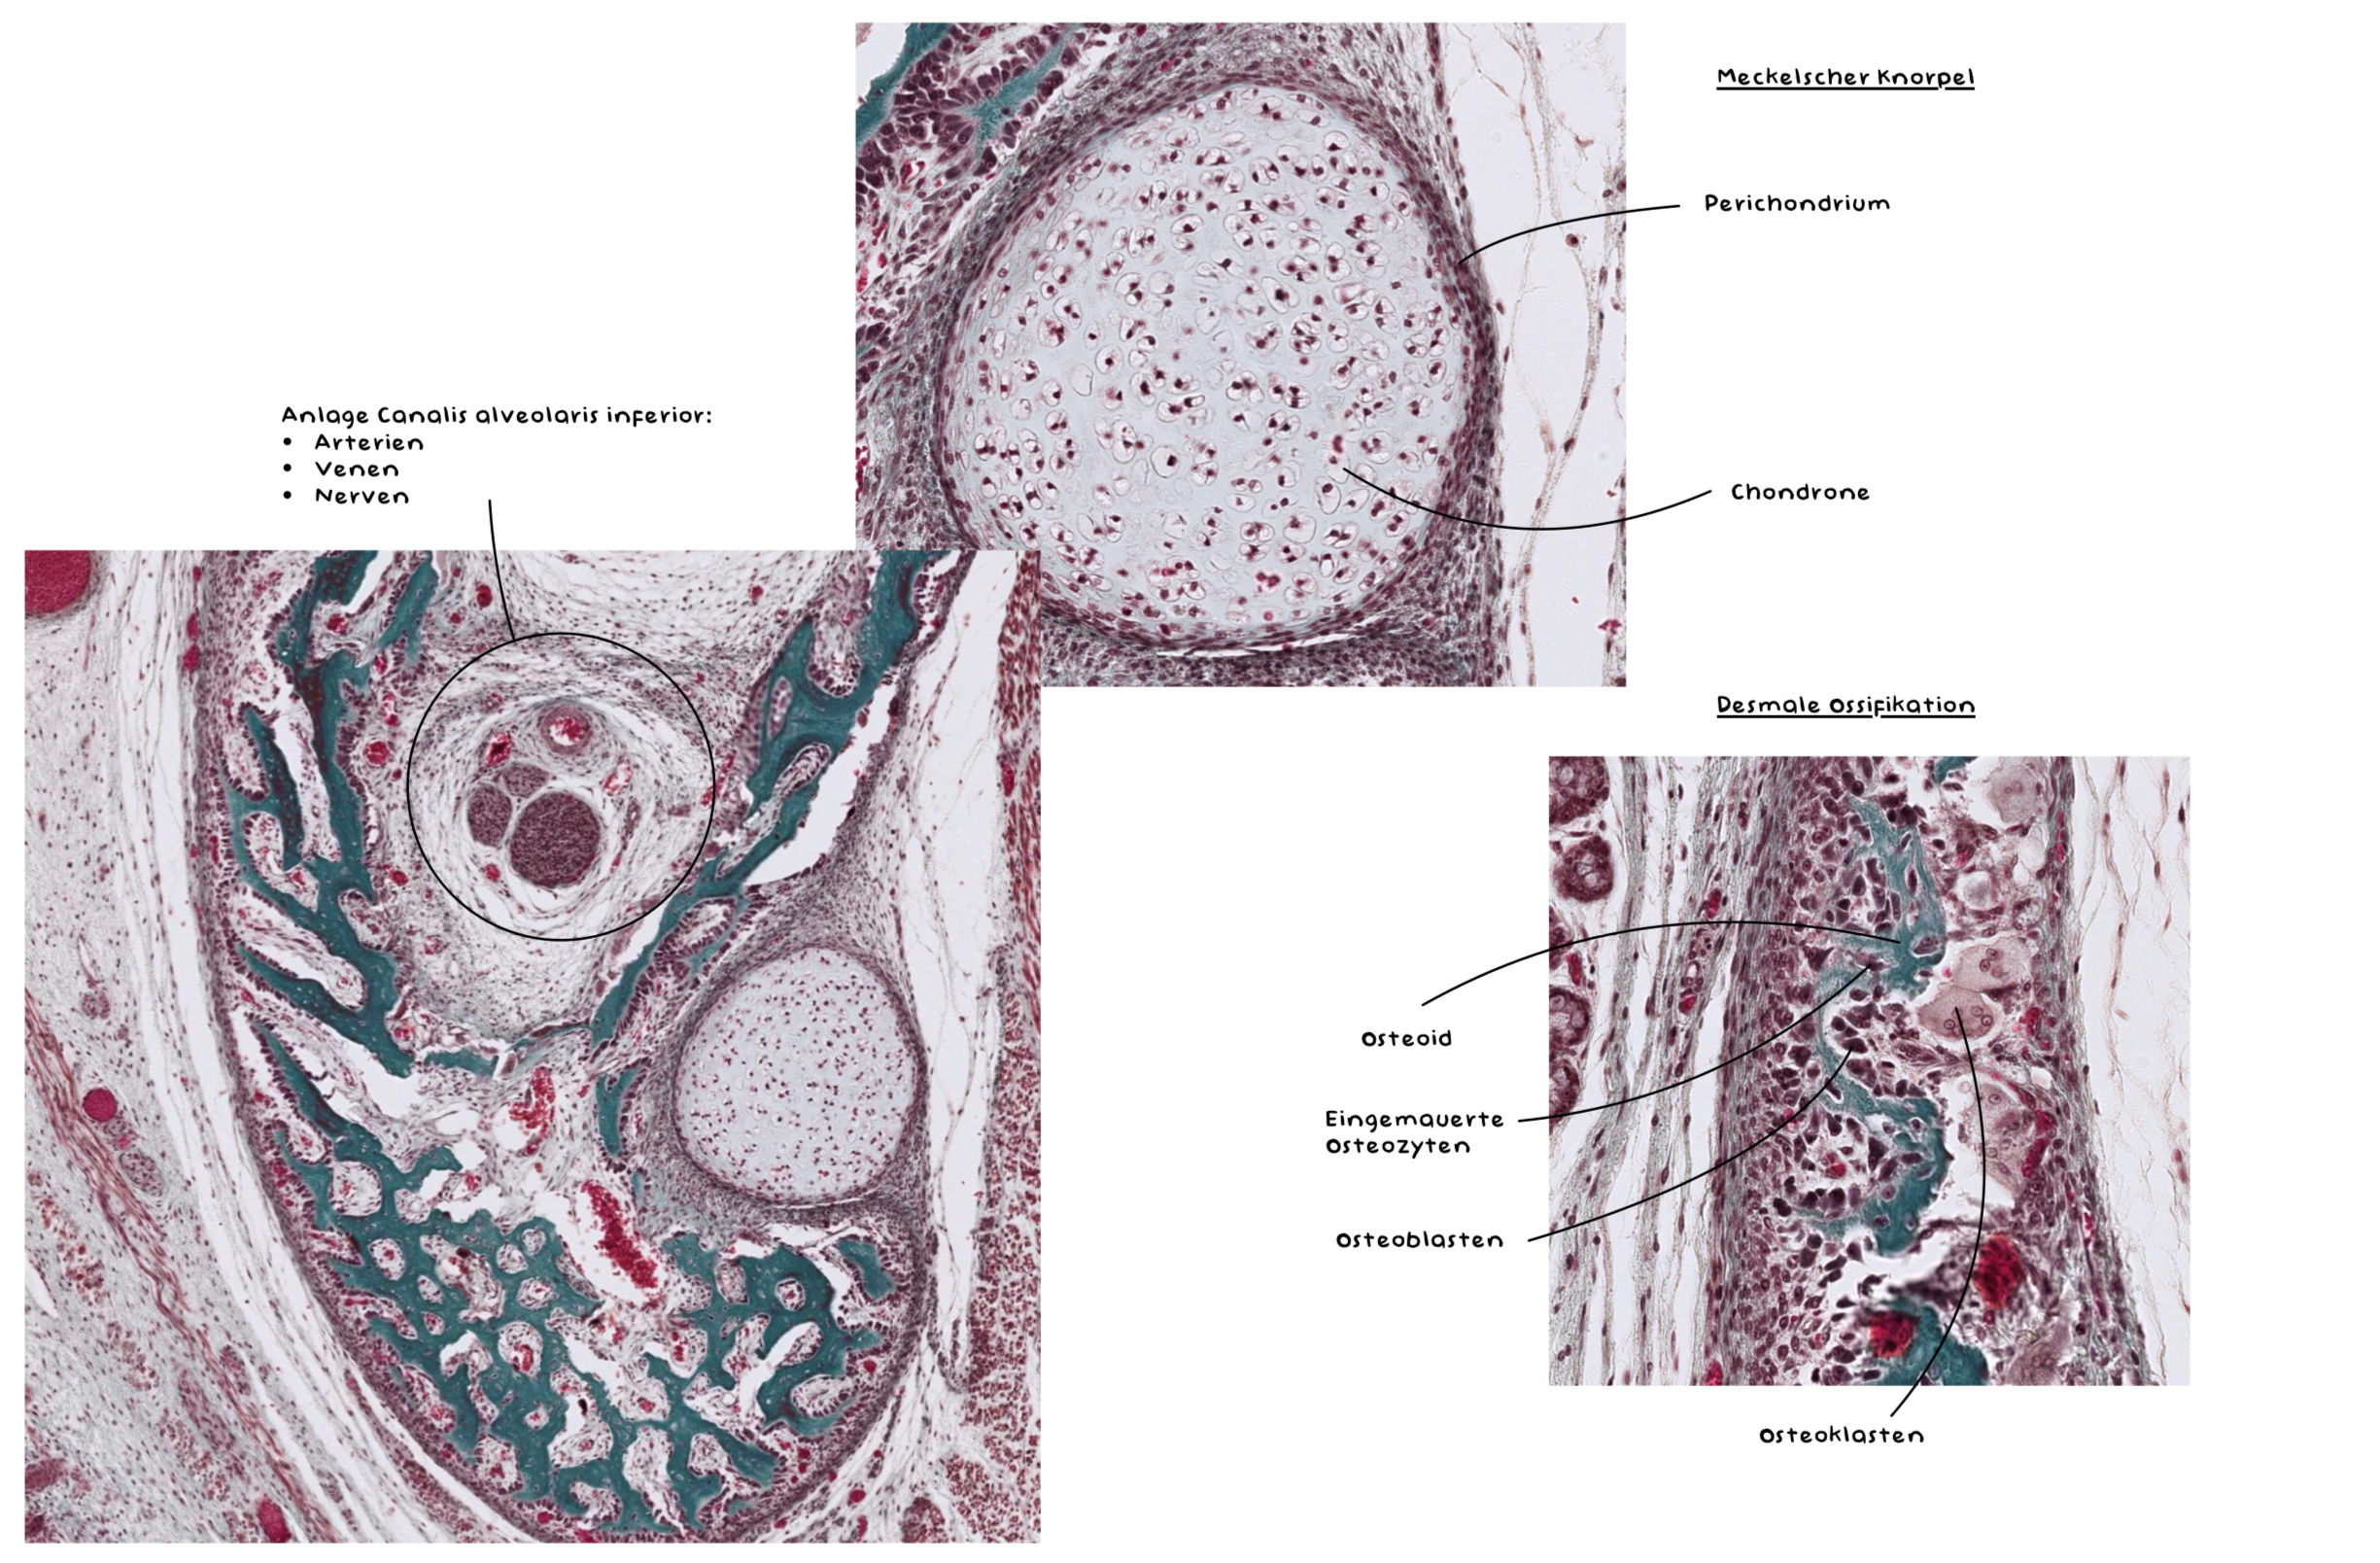 Meckelscher Knorpel
Perichondrium
Chondrone
Anlage Canalis alveolaris inferior:
• Arterien
• Venen
• Nerven
Desmale Ossifikation
Osteoid
Eingemauerte
Osteozyten
Osteoblasten
Osteoklasten